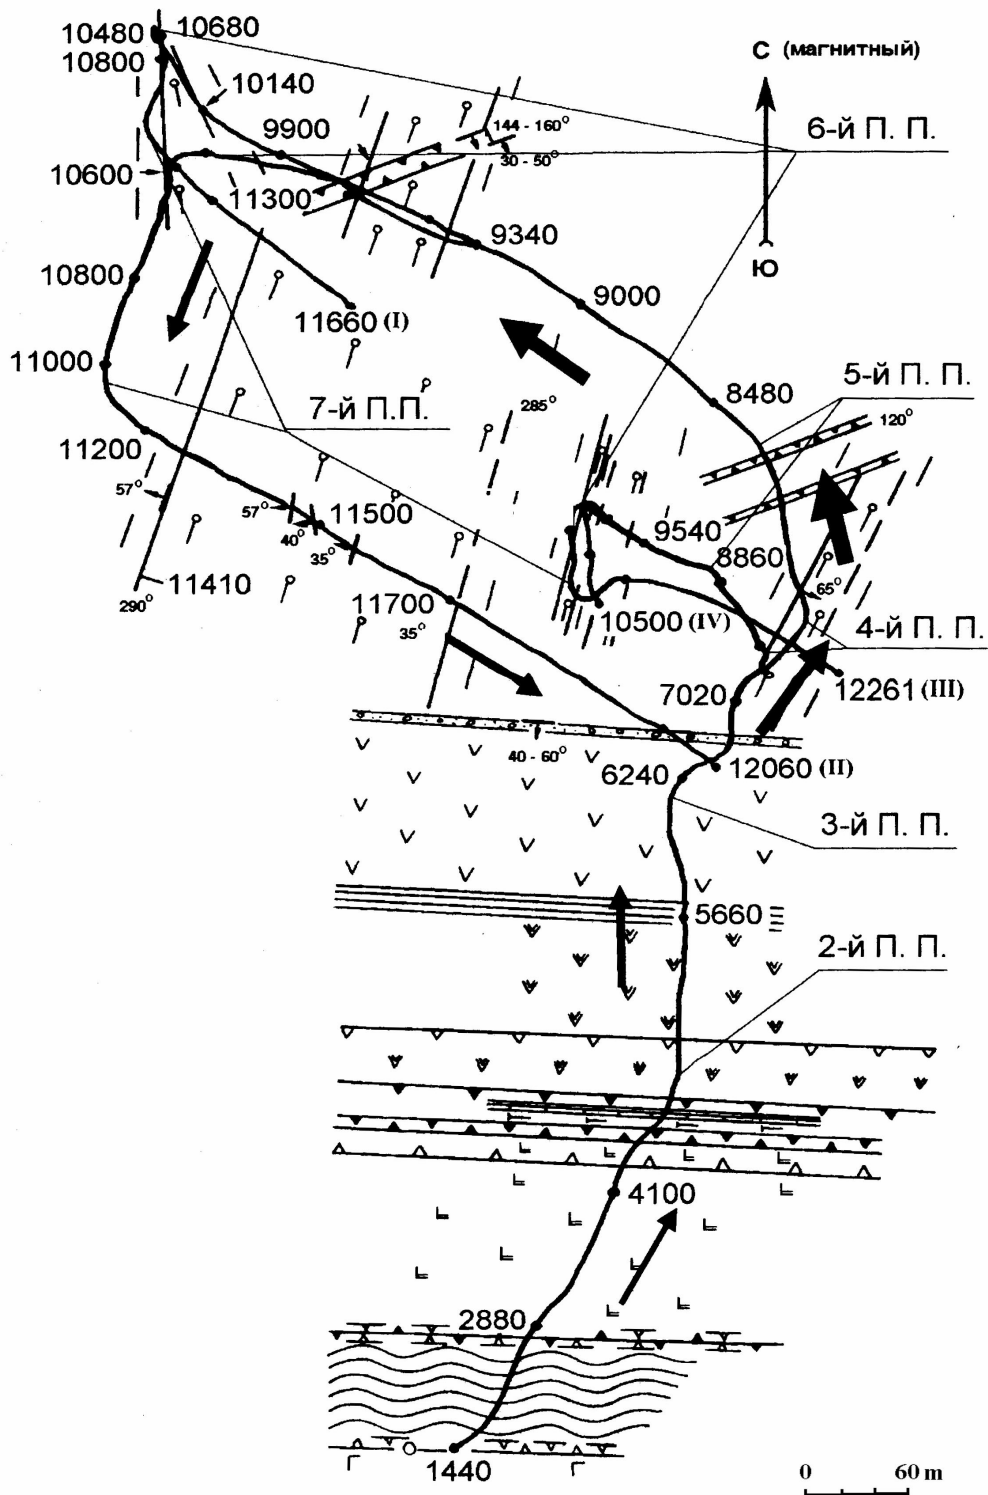 10480
10680
С (магнитный)
10800
10140
9900
144 - 160°
6-й П. П.
30 - 50°
10600
11300
9340
Ю
10800
9000
11660 (I)
11000
7-й П.П.
285°
8480
5-й П. П.
120°
11200
57°
57°
11500
40°
35°
9540
8860
65°
11410
290°
11700
35°
10500 (IV)
4-й П. П.
7020
12261 (III)
40 - 60°
6240
12060 (II)
3-й П. П.
5660
2-й П. П.
4100
2880
1440
0 60 m